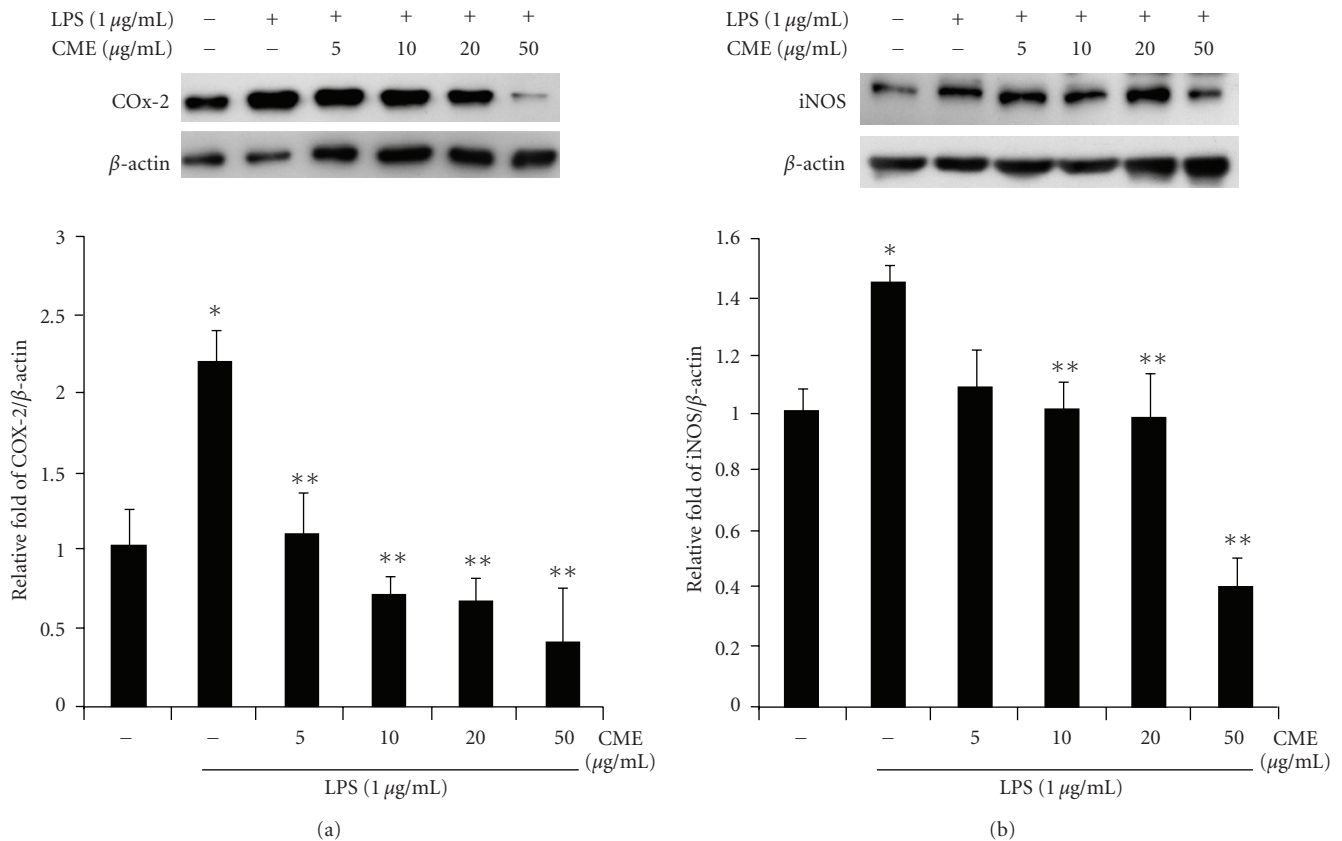 LPS (1 μg/mL) − + + + + +
CME (μg/mL) − − 5 10 20 50
COx-2
β-actin
3
2.5
2
1.5
1
0.5
0
Relative fold of COX-2/β-actin
*
**
**
**
**
− − 5 10 20 50 CME
(μg/mL)
LPS (1 μg/mL)
(a)
LPS (1 μg/mL) − + + + + +
CME (μg/mL) − − 5 10 20 50
iNOS
β-actin
1.6
1.4
1.2
1
0.8
0.6
0.4
0.2
0
Relative fold of iNOS/β-actin
*
**
**
**
− − 5 10 20 50 CME
(μg/mL)
LPS (1 μg/mL)
(b)